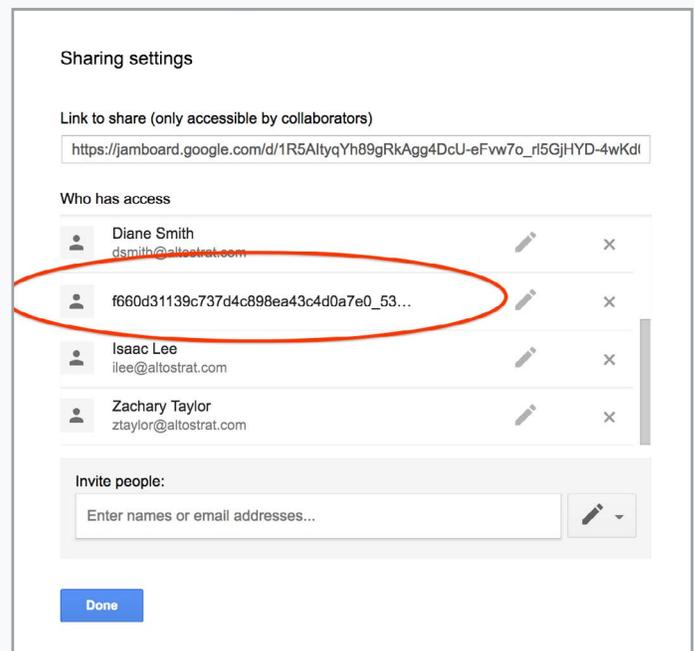 Sharing settings
Link to share (only accessible by collaborators)
https://jamboard.google.com/d/1R5AltyqYh89gRkAgg4DcU-eFvw7o_rl5GjHYD-4wKd(
Who has access
Diane Smith
dsmith@altostrat.com
f660d31139c737d4c898ea43c4d0a7e0_53...
Isaac Lee
ilee@altostrat.com
Zachary Taylor
ztaylor@altostrat.com
Invite people:
Enter names or email addresses...
Done